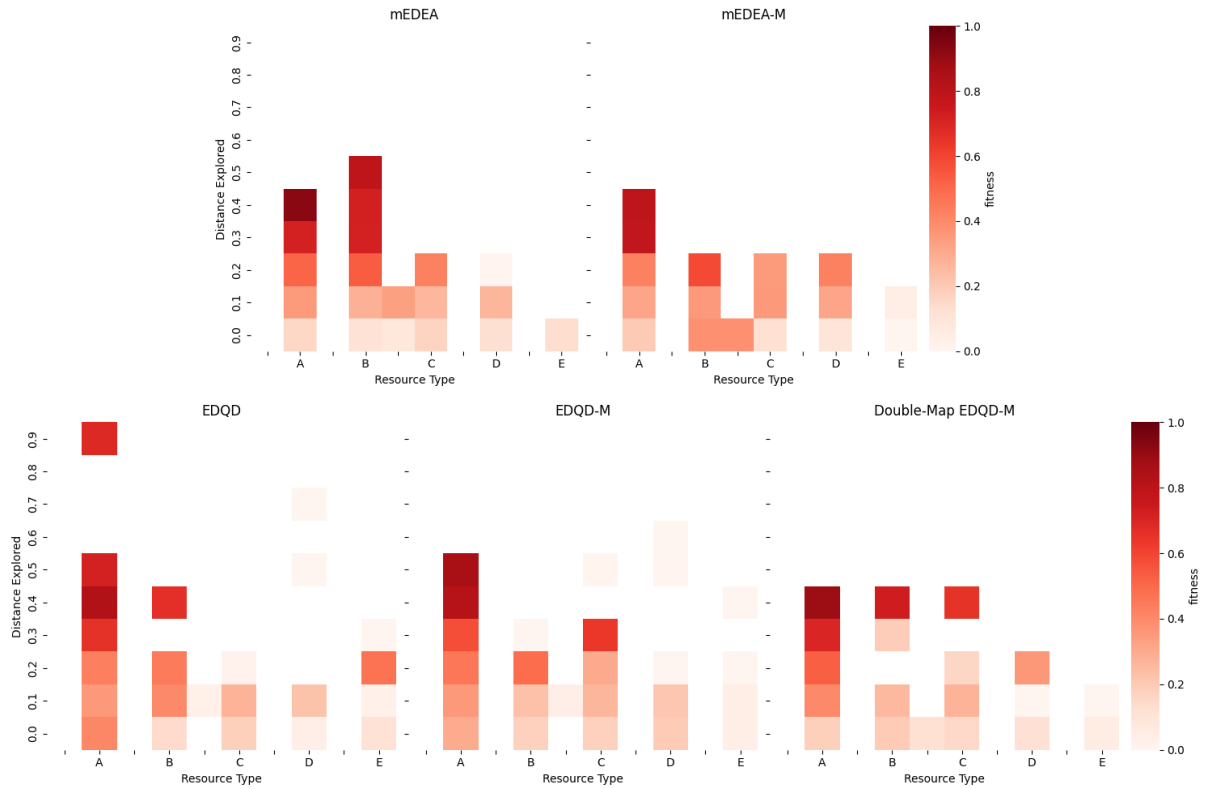 mEDEA
mEDEA-M
Distance Explored
0.9
0.8
0.7
0.6
0.5
0.4
0.3
0.2
0.1
0.0
A
B
C
D
E
Resource Type
A
B
C
D
E
Resource Type
1.0
0.8
0.6
0.4
0.2
0.0
fitness
EDQD
EDQD-M
Double-Map EDQD-M
Distance Explored
0.9
0.8
0.7
0.6
0.5
0.4
0.3
0.2
0.1
0.0
A
B
C
D
E
Resource Type
A
B
C
D
E
Resource Type
A
B
C
D
E
Resource Type
1.0
0.8
0.6
0.4
0.2
0.0
fitness